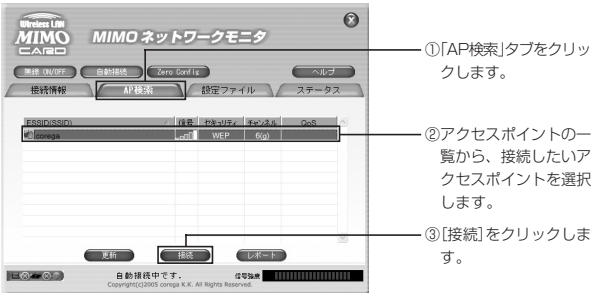 Wireless LAN
MIMO
CARD
MIMO ネットワークモニタ
無線 ON/OFF 自動接続 Zero Config ヘルプ
接続情報 AP検索 設定ファイル ステータス
ESSID(SSID) / 信号 セキュリティ チャンネル QoS
corega WEP 6(g)
更新 接続 レポート
自動接続中です. 信号強度
Copyright(c)2005 corega K.K. All Rights Reserved.
①「AP検索」タブをクリッ
クします。
②アクセスポイントの一
覧から、接続したいア
クセスポイントを選択
します。
③[接続]をクリックしま
す。